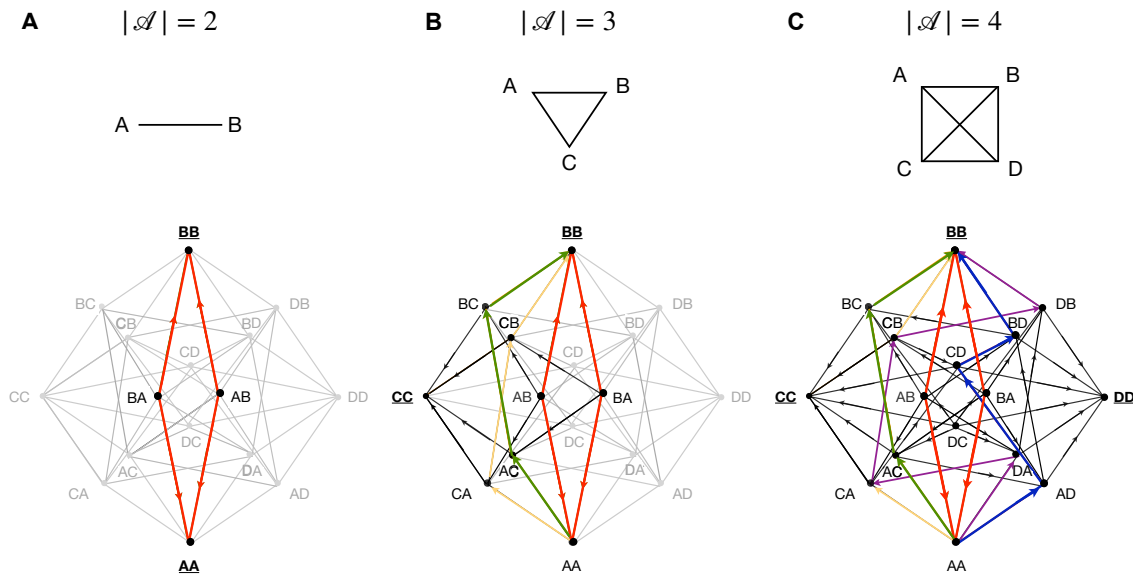 A |𝒜| = 2
B |𝒜| = 3
C |𝒜| = 4
A B
A B
C
A B
C D
BB
BC DB
CB BD
CD
CC BA AB DD
DC
AC DA
CA AD
AA
BB
BC DB
CB BD
CD
CC AB BA DD
DC
AC DA
CA AD
AA
BB
BC DB
CB BD
CD
CC AB BA DD
DC
AC DA
CA AD
AA